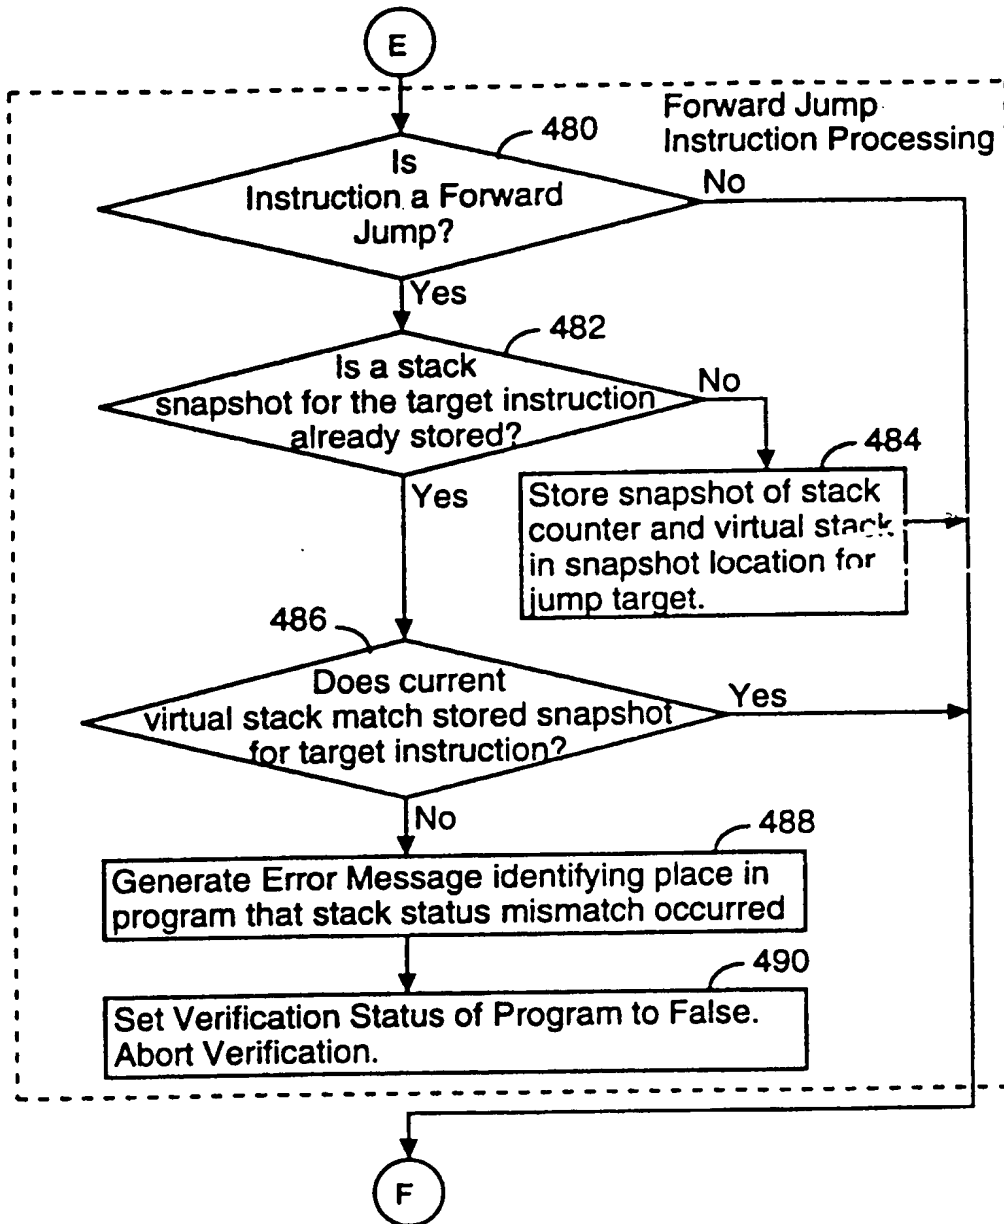 E
Forward Jump
Instruction Processing
480
Is
Instruction a Forward
Jump?
No
Yes
482
Is a stack
snapshot for the target instruction
already stored?
No
Yes
484
Store snapshot of stack
counter and virtual stack
in snapshot location for
jump target.
486
Does current
virtual stack match stored snapshot
for target instruction?
Yes
No
488
Generate Error Message identifying place in
program that stack status mismatch occurred
490
Set Verification Status of Program to False.
Abort Verification.
F